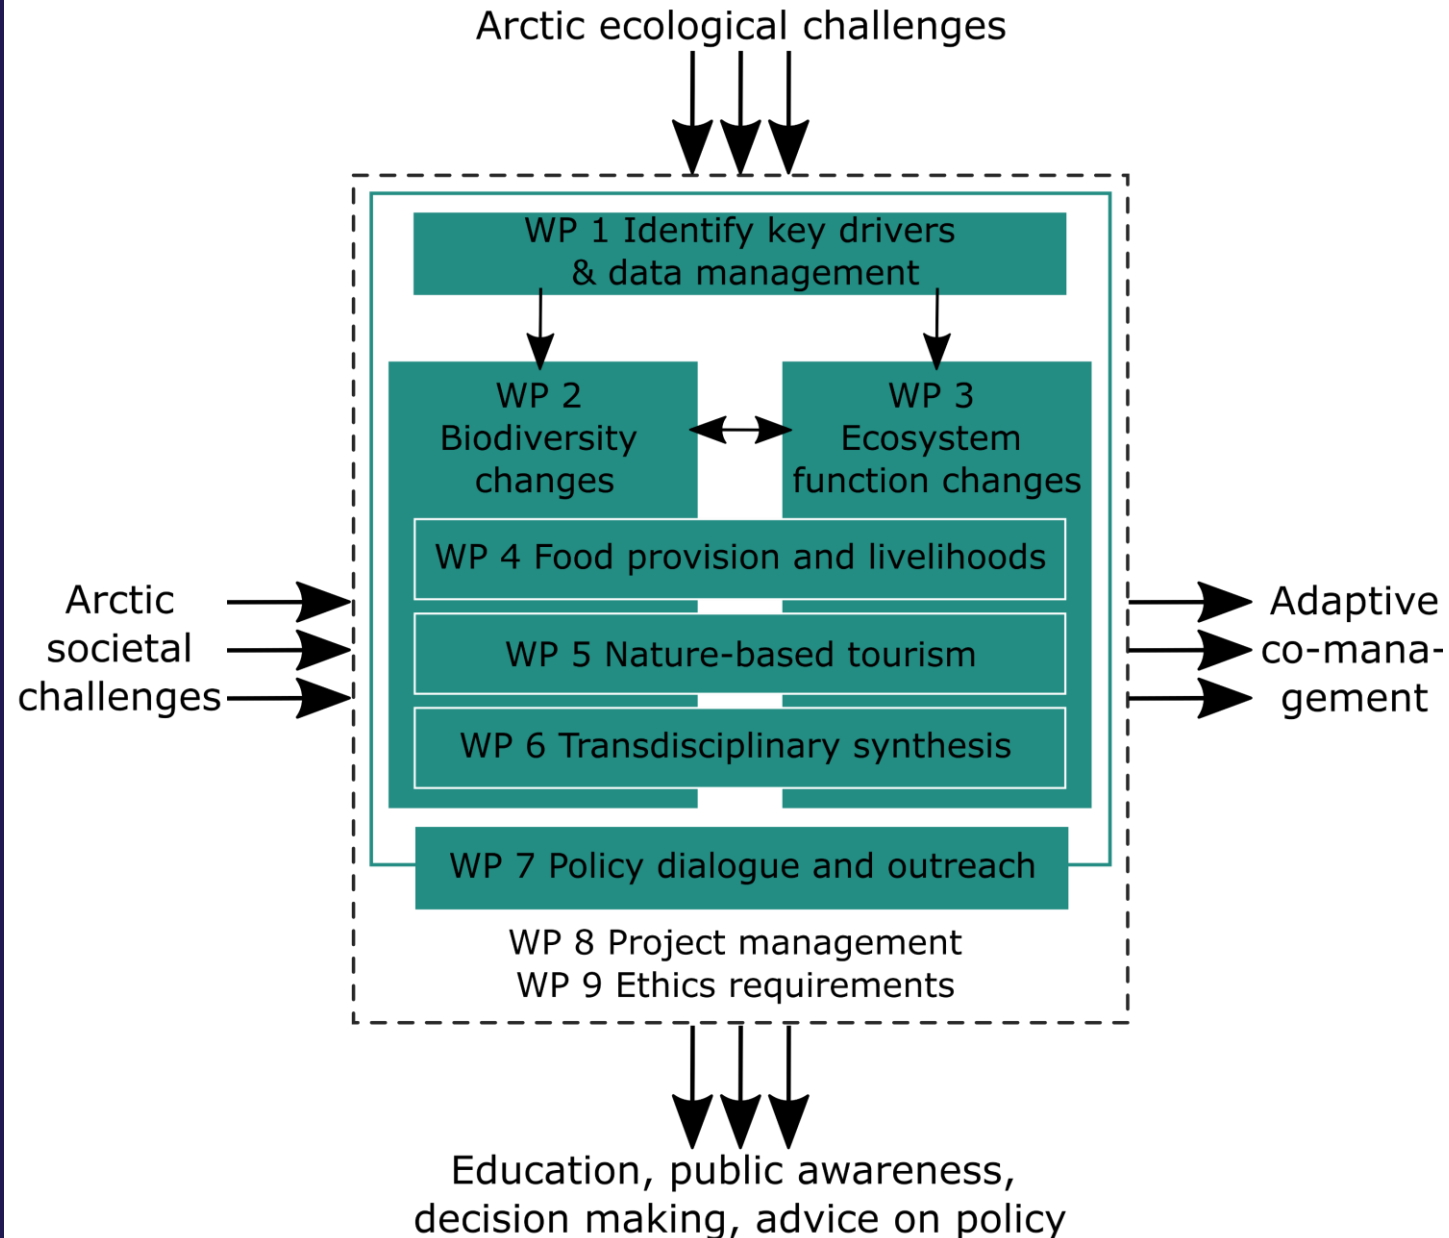 Arctic ecological challenges
WP 1 Identify key drivers
& data management
WP 2
Biodiversity
changes
WP 3
Ecosystem
function changes
WP 4 Food provision and livelihoods
Arctic
societal
challenges
WP 5 Nature-based tourism
Adaptive
co-mana-
gement
WP 6 Transdisciplinary synthesis
WP 7 Policy dialogue and outreach
WP 8 Project management
WP 9 Ethics requirements
Education, public awareness,
decision making, advice on policy